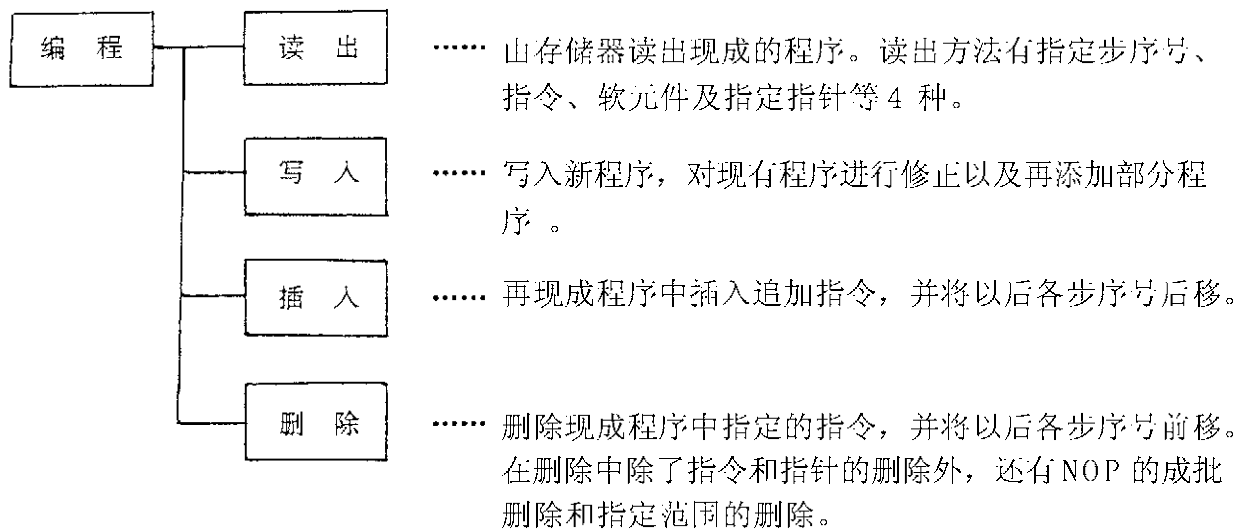 编 程
读 出 …… 由存储器读出现成的程序。读出方法有指定步序号、
指令、软元件及指定指针等4 种。
写 入 …… 写入新程序，对现有程序进行修正以及再添加部分程
序 。
插 入 …… 再现成程序中插入追加指令，并将以后各步序号后移。
删 除 …… 删除现成程序中指定的指令，并将以后各步序号前移。
在删除中除了指令和指针的删除外，还有NOP 的成批
删除和指定范围的删除。